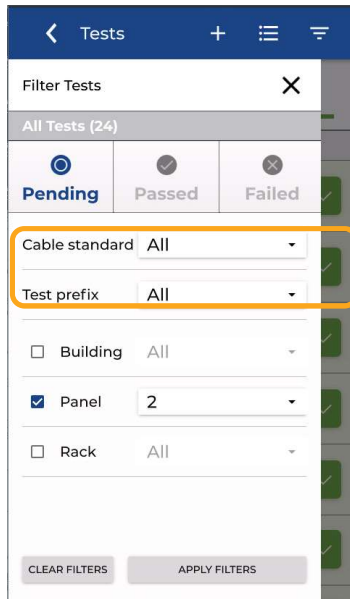 Tests
Filter Tests
All Tests (24)
Pending Passed Failed
Cable standard All
Test prefix All
Building All
Panel 2
Rack All
CLEAR FILTERS APPLY FILTERS